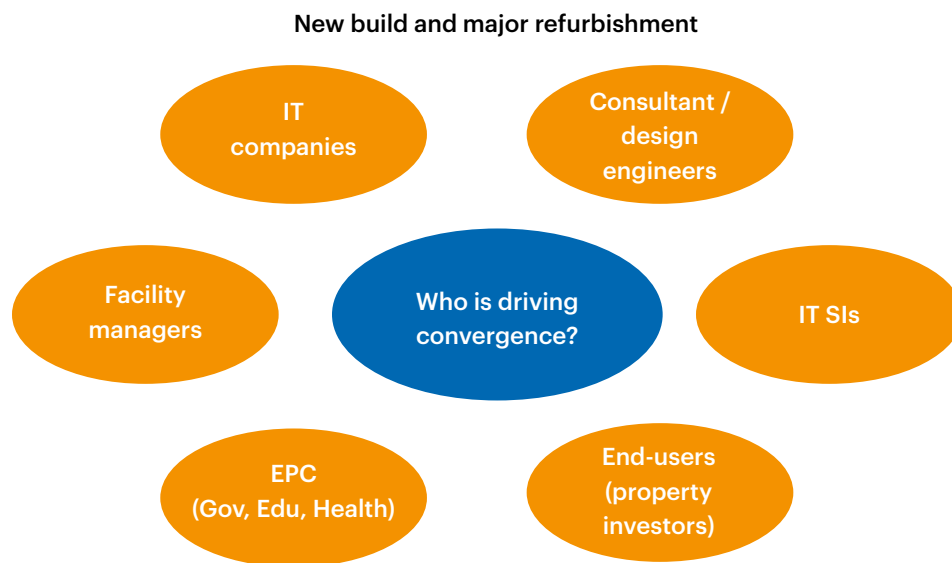 New build and major refurbishment
IT
companies
Consultant /
design
engineers
Facility
managers
Who is driving
convergence?
IT SIs
EPC
(Gov, Edu, Health)
End-users
(property
investors)